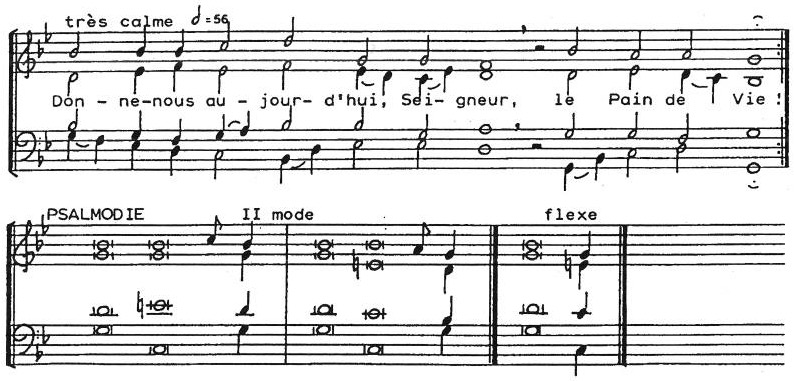 très calme 𝅗𝅥 =56
Don - ne-nous au - jour- d'hui, Sei- gneur, le Pain de Vie !
PSALMODIE II mode flexe